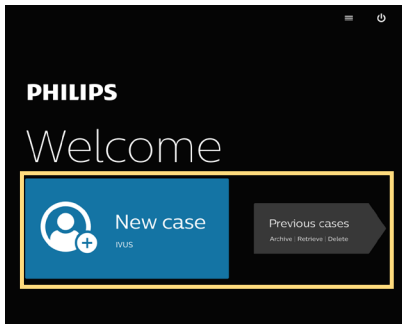 PHILIPS
Welcome
New case
IVUS
Previous cases
Archive | Retrieve | Delete